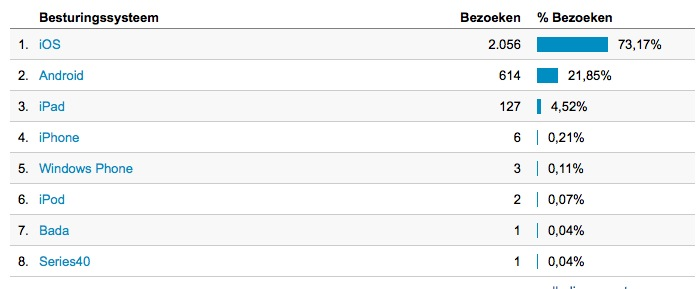 Besturingssysteem Bezoeken % Bezoeken
1. iOS 2.056 73,17%
2. Android 614 21,85%
3. iPad 127 4,52%
4. iPhone 6 0,21%
5. Windows Phone 3 0,11%
6. iPod 2 0,07%
7. Bada 1 0,04%
8. Series40 1 0,04%